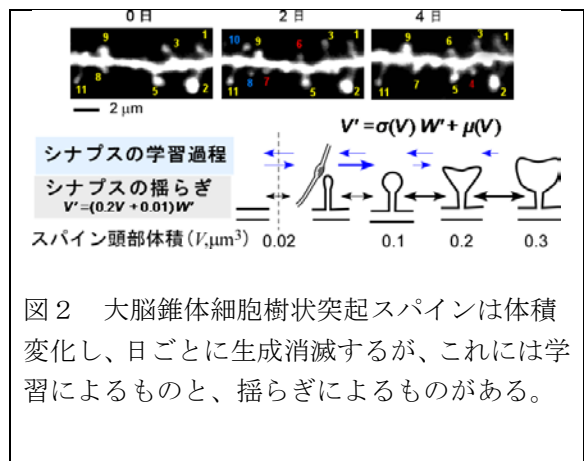 0 日 2 日 4 日
9 3 1 11 8 5 2
10 9 6 3 1 11 8 7 5 2
9 6 3 1 11 7 5 4 2
2 μm
V'=σ(V) W'+ μ(V)
シナプスの学習過程
シナプスの揺らぎ
V'=(0.2V +0.01)W'
スパイン頭部体積(V,μm³) 0.02 0.1 0.2 0.3
図２ 大脳錐体細胞樹状突起スパインは体積
変化し、日ごとに生成消滅するが、これには学
習によるものと、揺らぎによるものがある。